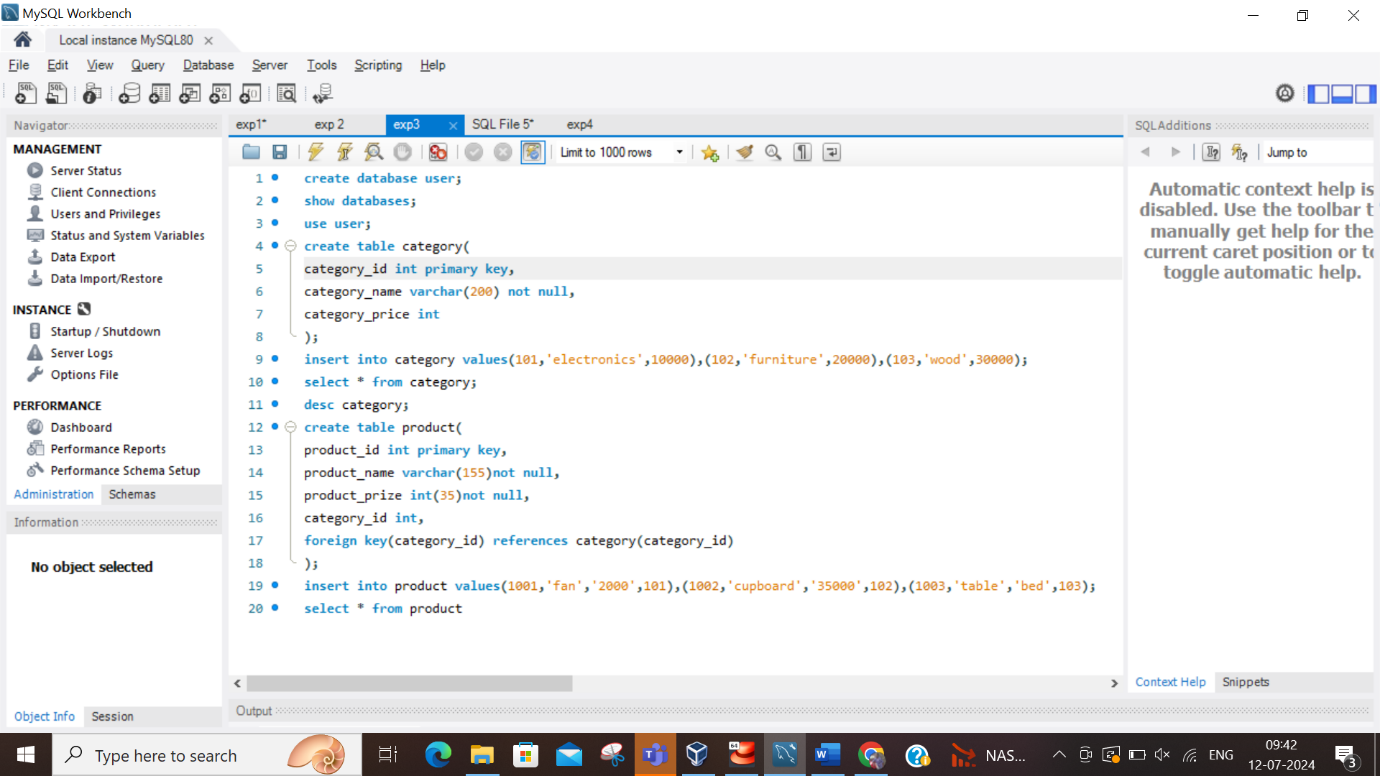 MySQL Workbench
Local instance MySQL80
File Edit View Query Database Server Tools Scripting Help
Navigator
MANAGEMENT
Server Status
Client Connections
Users and Privileges
Status and System Variables
Data Export
Data Import/Restore
INSTANCE
Startup / Shutdown
Server Logs
Options File
PERFORMANCE
Dashboard
Performance Reports
Performance Schema Setup
Administration Schemas
Information
No object selected
Object Info Session
exp1* exp 2 exp3 SQL File 5* exp4
Limit to 1000 rows
1 create database user;
2 show databases;
3 use user;
4 create table category(
5 category_id int primary key,
6 category_name varchar(200) not null,
7 category_price int
8 );
9 insert into category values(101,'electronics',10000),(102,'furniture',20000),(103,'wood',30000);
10 select * from category;
11 desc category;
12 create table product(
13 product_id int primary key,
14 product_name varchar(155)not null,
15 product_prize int(35)not null,
16 category_id int,
17 foreign key(category_id) references category(category_id)
18 );
19 insert into product values(1001,'fan','2000',101),(1002,'cupboard','35000',102),(1003,'table','bed',103);
20 select * from product
Output
SQLAdditions
Jump to
Automatic context help is
disabled. Use the toolbar t
manually get help for the
current caret position or to
toggle automatic help.
Context Help Snippets
Type here to search
NAS...
ENG
09:42
12-07-2024
3